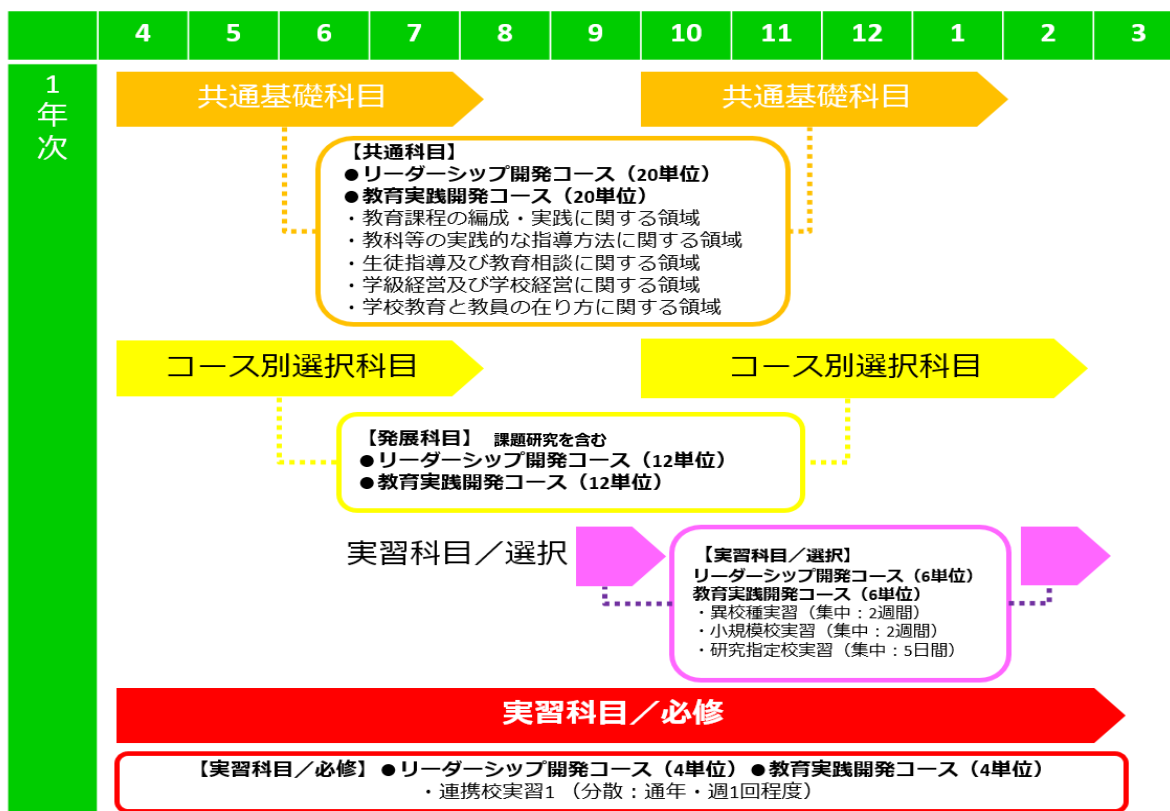 4 5 6 7 8 9 10 11 12 1 2 3
1年次
共通基礎科目
共通基礎科目
【共通科目】
●リーダーシップ開発コース（20単位）
●教育実践開発コース（20単位）
・教育課程の編成・実践に関する領域
・教科等の実践的な指導方法に関する領域
・生徒指導及び教育相談に関する領域
・学級経営及び学校経営に関する領域
・学校教育と教員の在り方に関する領域
コース別選択科目
コース別選択科目
【発展科目】 課題研究を含む
●リーダーシップ開発コース（12単位）
●教育実践開発コース（12単位）
実習科目／選択
【実習科目／選択】
リーダーシップ開発コース（6単位）
教育実践開発コース（6単位）
・異校種実習（集中：2週間）
・小規模校実習（集中：2週間）
・研究指定校実習（集中：5日間）
実習科目／必修
【実習科目／必修】●リーダーシップ開発コース（4単位）●教育実践開発コース（4単位）
・連携校実習1 （分散：通年・週1回程度）